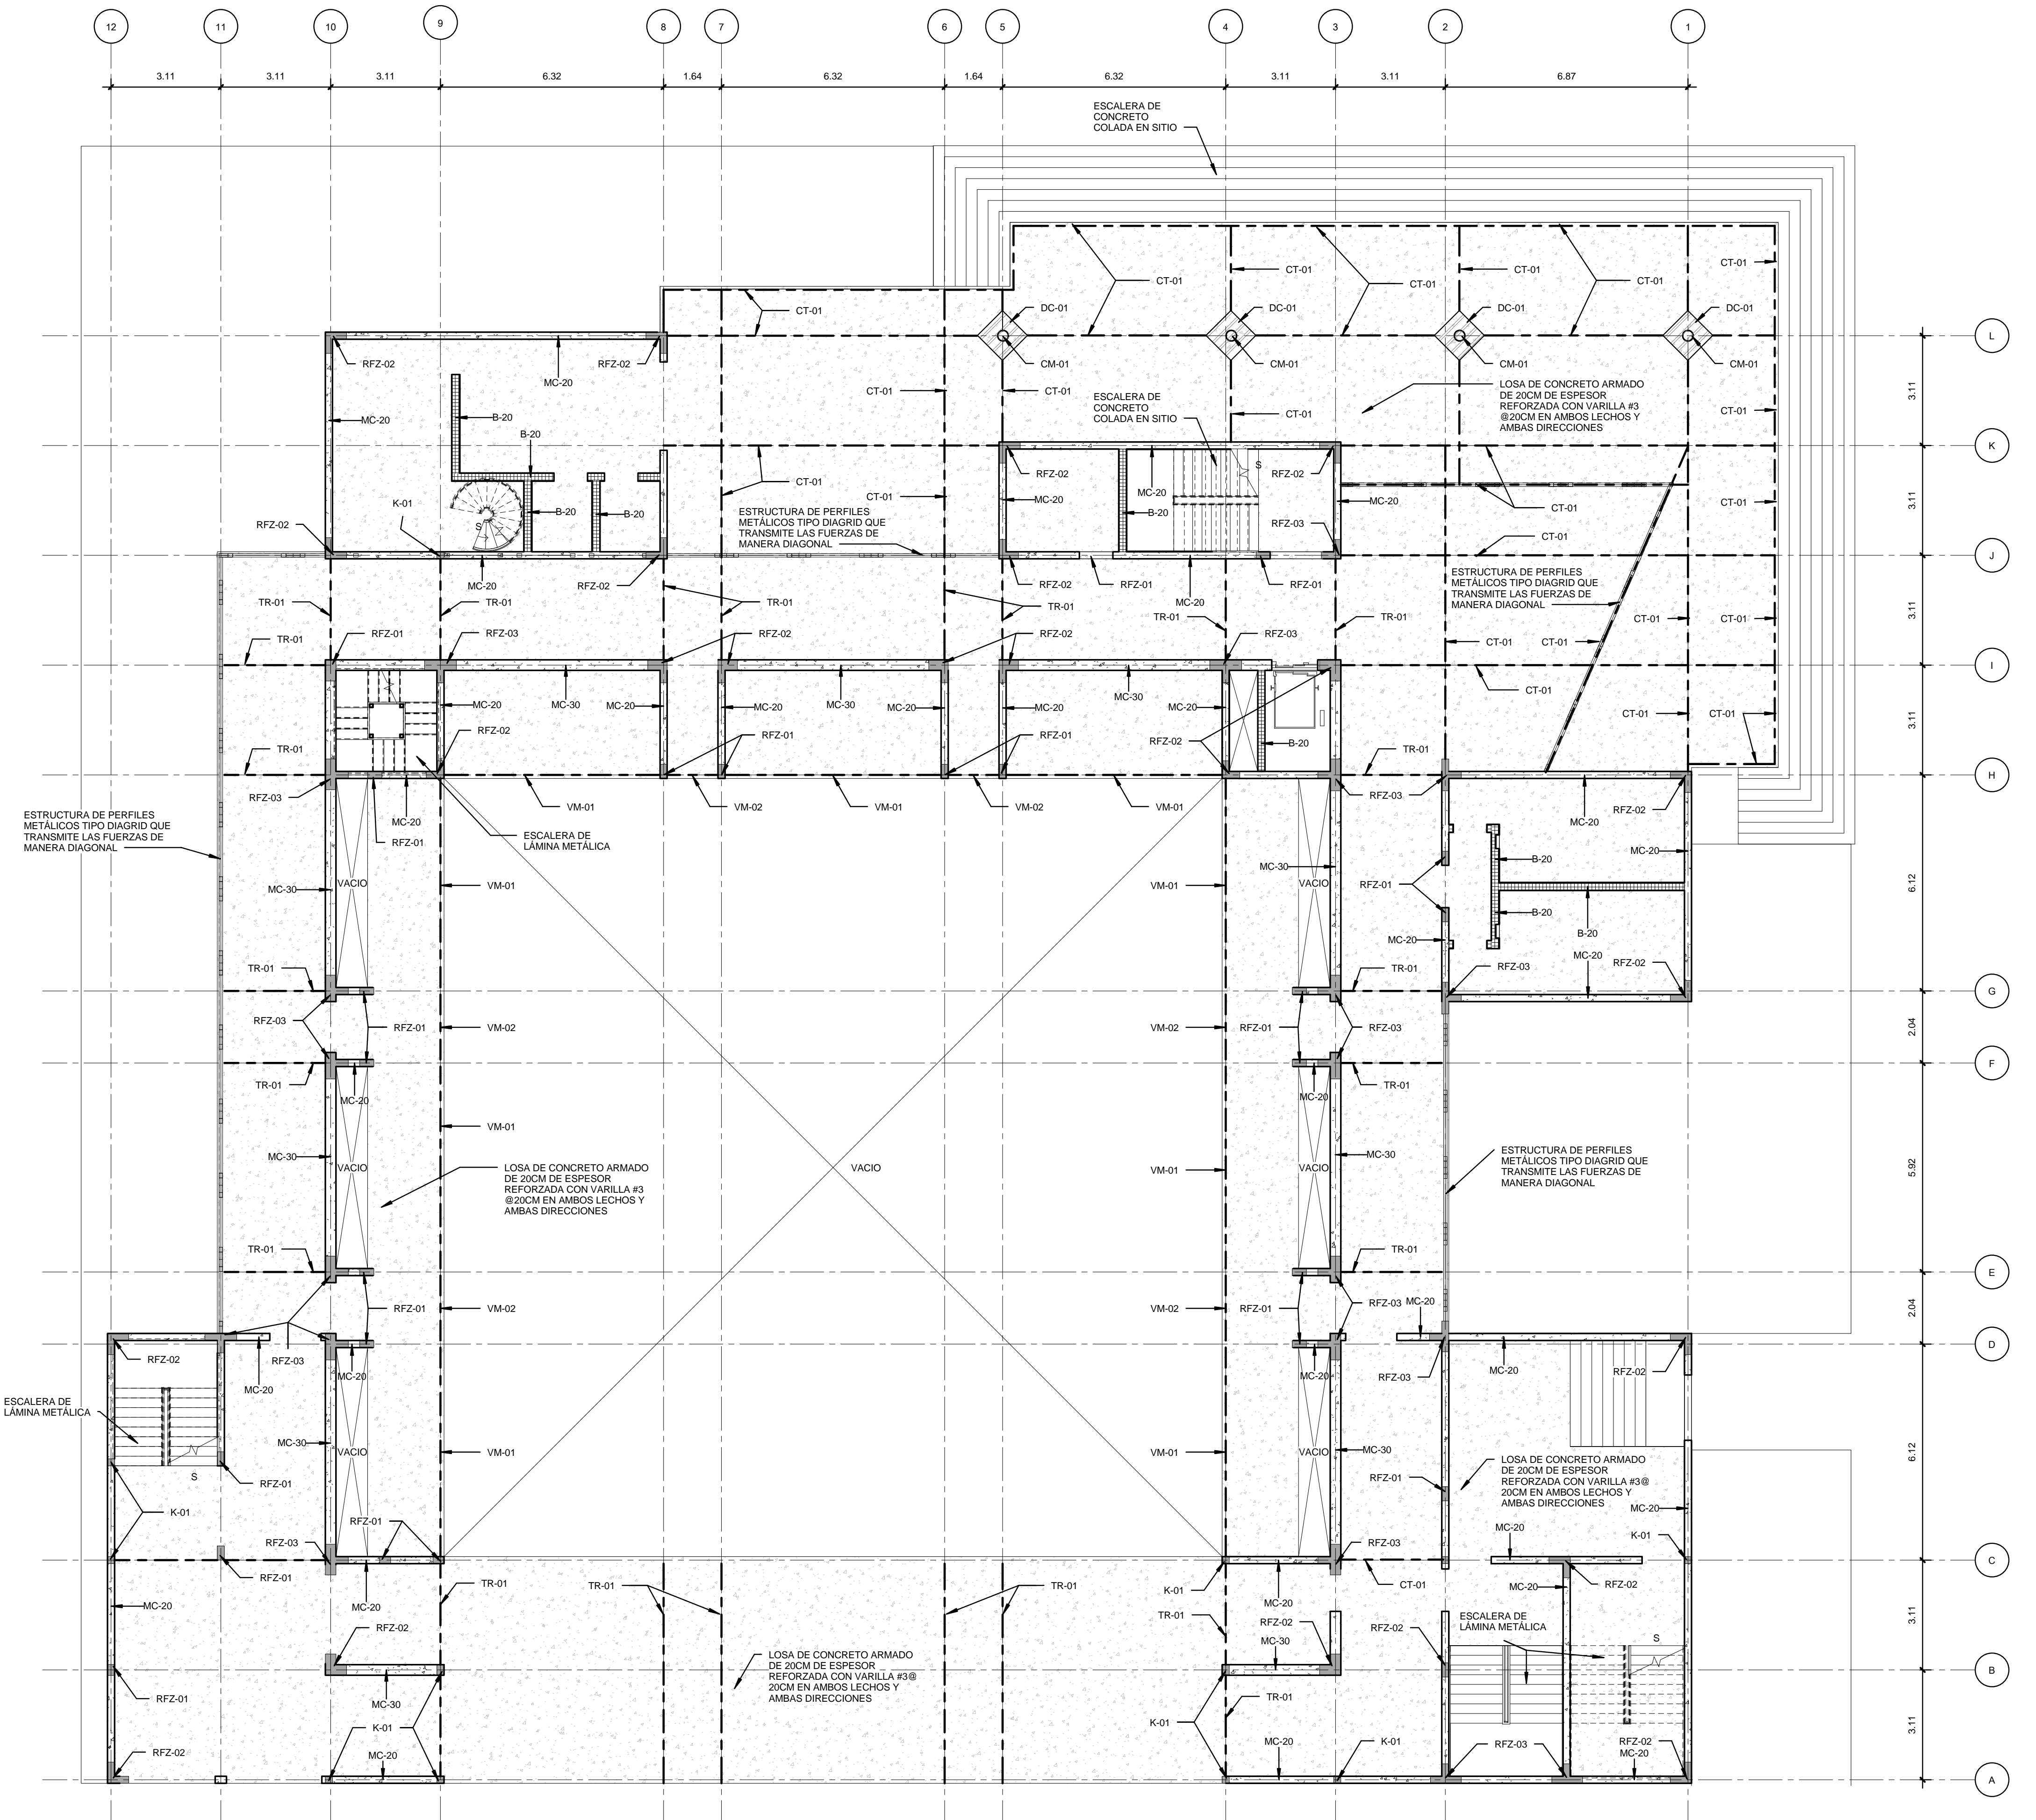 12
11
10
9
8
7
6
5
4
3
2
1
3.11
3.11
3.11
6.32
1.64
6.32
1.64
6.32
3.11
3.11
6.87
ESCALERA DE
CONCRETO
COLADA EN SITIO
CT-01
CT-01
CT-01
CT-01
CT-01
CT-01
CT-01
CT-01
DC-01
DC-01
DC-01
DC-01
L
RFZ-02
RFZ-02
CM-01
CM-01
CM-01
CM-01
MC-20
CT-01
CT-01
ESCALERA DE
CONCRETO
COLADA EN SITIO
LOSA DE CONCRETO ARMADO
DE 20CM DE ESPESOR
REFORZADA CON VARILLA #3
@20CM EN AMBOS LECHOS Y
AMBAS DIRECCIONES
3.11
MC-20
B-20
B-20
CT-01
CT-01
K
RFZ-02
S
RFZ-02
CT-01
CT-01
MC-20
MC-20
MC-20
CT-01
K-01
B-20
B-20
B-20
CT-01
3.11
ESTRUCTURA DE PERFILES
METÁLICOS TIPO DIAGRID QUE
TRANSMITE LAS FUERZAS DE
MANERA DIAGONAL
RFZ-02
S
RFZ-03
CT-01
J
MC-20
RFZ-02
RFZ-02
RFZ-01
RFZ-01
ESTRUCTURA DE PERFILES
METÁLICOS TIPO DIAGRID QUE
TRANSMITE LAS FUERZAS DE
MANERA DIAGONAL
TR-01
TR-01
TR-01
TR-01
MC-20
TR-01
TR-01
CT-01
CT-01
3.11
RFZ-01
RFZ-03
RFZ-02
RFZ-02
RFZ-03
CT-01
CT-01
TR-01
I
MC-20
MC-30
MC-20
MC-20
MC-30
MC-20
MC-20
MC-30
MC-20
CT-01
CT-01
CT-01
3.11
RFZ-02
RFZ-01
RFZ-01
RFZ-02
B-20
TR-01
TR-01
H
RFZ-03
VM-01
VM-02
VM-01
VM-02
VM-01
RFZ-03
RFZ-02
MC-20
MC-20
ESTRUCTURA DE PERFILES
METÁLICOS TIPO DIAGRID QUE
TRANSMITE LAS FUERZAS DE
MANERA DIAGONAL
RFZ-01
ESCALERA DE
LÁMINA METÁLICA
MC-20
MC-30
VACIO
VM-01
VM-01
MC-30
VACIO
RFZ-01
B-20
6.12
B-20
B-20
MC-20
MC-20
TR-01
TR-01
RFZ-03
RFZ-02
G
RFZ-03
RFZ-01
VM-02
VM-02
RFZ-01
RFZ-03
2.04
F
TR-01
TR-01
MC-20
MC-20
VM-01
MC-30
VACIO
LOSA DE CONCRETO ARMADO
DE 20CM DE ESPESOR
REFORZADA CON VARILLA #3
@20CM EN AMBOS LECHOS Y
AMBAS DIRECCIONES
VACIO
VM-01
VACIO
MC-30
ESTRUCTURA DE PERFILES
METÁLICOS TIPO DIAGRID QUE
TRANSMITE LAS FUERZAS DE
MANERA DIAGONAL
5.92
TR-01
TR-01
E
RFZ-01
VM-02
VM-02
RFZ-01
RFZ-03
MC-20
2.04
D
RFZ-02
RFZ-03
MC-20
MC-20
MC-20
RFZ-03
MC-20
RFZ-02
ESCALERA DE
LÁMINA METÁLICA
MC-30
VACIO
VM-01
VM-01
VACIO
MC-30
6.12
S
RFZ-01
RFZ-01
LOSA DE CONCRETO ARMADO
DE 20CM DE ESPESOR
REFORZADA CON VARILLA #3@
20CM EN AMBOS LECHOS Y
AMBAS DIRECCIONES
K-01
RFZ-01
MC-20
MC-20
K-01
RFZ-03
RFZ-03
C
RFZ-01
TR-01
TR-01
TR-01
K-01
CT-01
MC-20
RFZ-02
MC-20
MC-20
MC-20
TR-01
RFZ-02
RFZ-02
RFZ-02
ESCALERA DE
LÁMINA METÁLICA
3.11
MC-30
S
LOSA DE CONCRETO ARMADO
DE 20CM DE ESPESOR
REFORZADA CON VARILLA #3@
20CM EN AMBOS LECHOS Y
AMBAS DIRECCIONES
B
RFZ-01
MC-30
TR-01
K-01
K-01
3.11
RFZ-02
MC-20
MC-20
K-01
RFZ-03
RFZ-02
MC-20
A